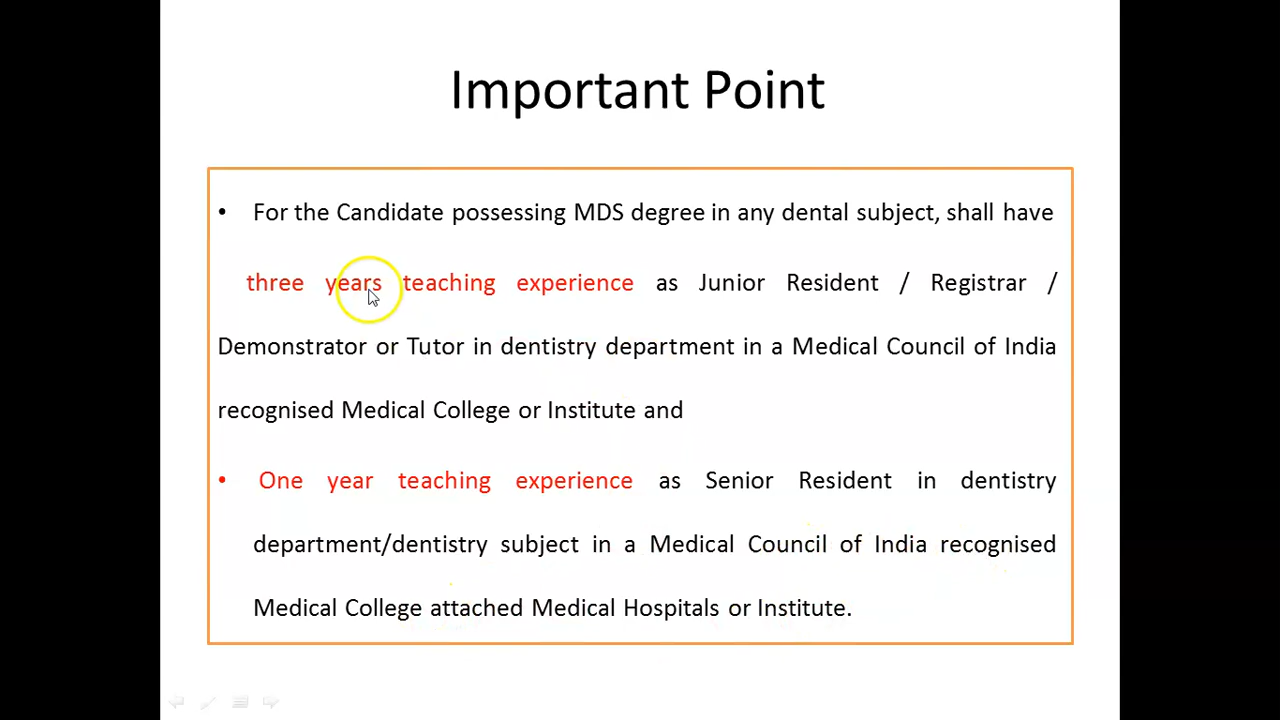 Important Point
• For the Candidate possessing MDS degree in any dental subject, shall have
three years teaching experience as Junior Resident / Registrar /
Demonstrator or Tutor in dentistry department in a Medical Council of India
recognised Medical College or Institute and
• One year teaching experience as Senior Resident in dentistry
department/dentistry subject in a Medical Council of India recognised
Medical College attached Medical Hospitals or Institute.